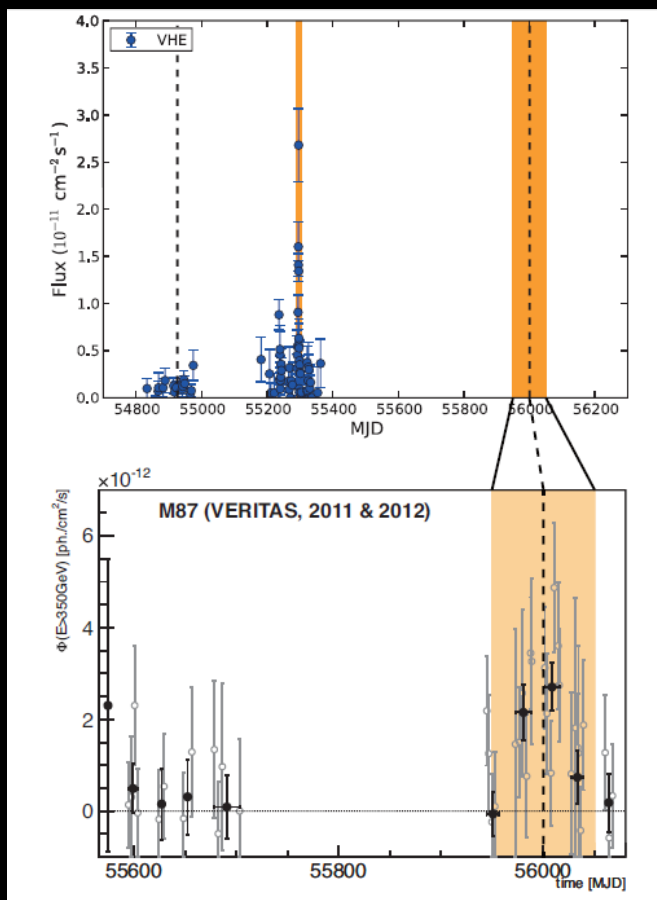 4.0
VHE
3.5
3.0
2.5
2.0
1.5
1.0
0.5
0.0
Flux (10⁻¹¹ cm⁻² s⁻¹)
54800 55000 55200 55400 55600 55800 56000 56200
MJD
×10⁻¹²
M87 (VERITAS, 2011 & 2012)
6
4
2
0
Φ(E>350GeV) [ph./cm²/s]
55600 55800 56000
time [MJD]